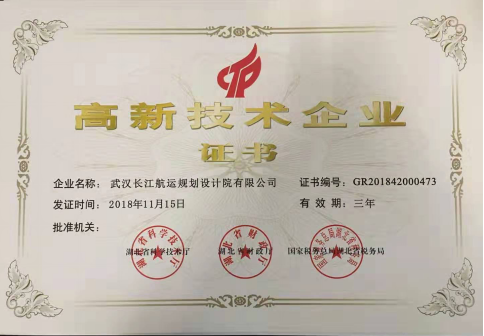 高新技术企业
证书
企业名称：武汉长江航运规划设计院有限公司 证书编号：GR201842000473
发证时间：2018年11月15日 有 效 期：三年
批准机关：
湖北省科学技术厅 湖北省财政厅 国家税务总局湖北省税务局